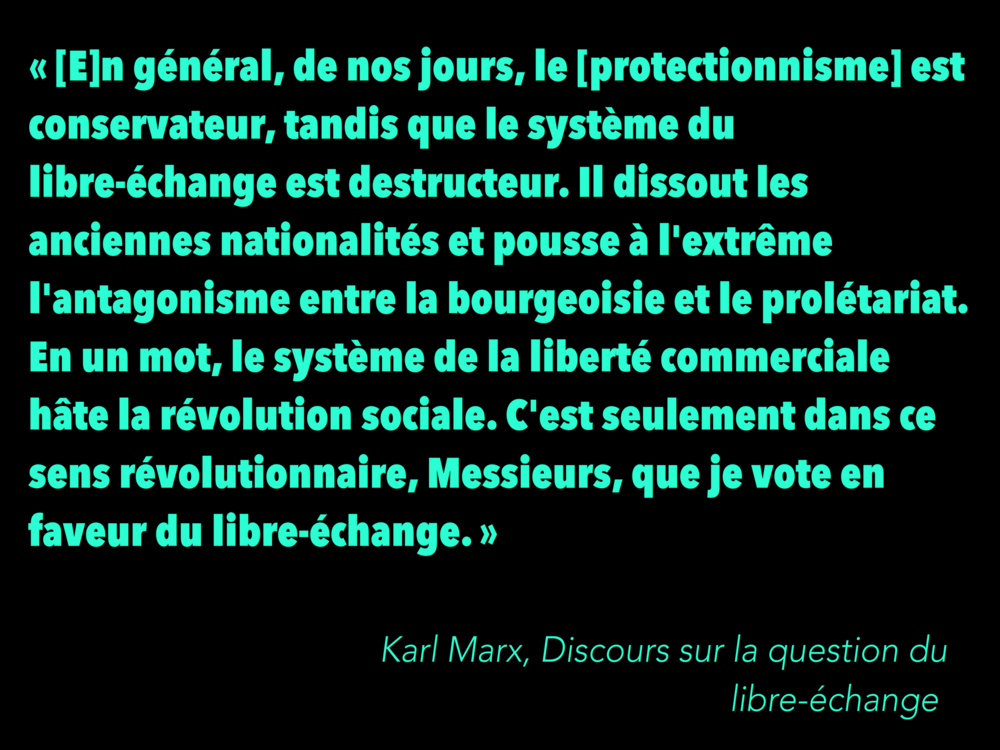 « [E]n général, de nos jours, le [protectionnisme] est
conservateur, tandis que le système du
libre-échange est destructeur. Il dissout les
anciennes nationalités et pousse à l'extrême
l'antagonisme entre la bourgeoisie et le prolétariat.
En un mot, le système de la liberté commerciale
hâte la révolution sociale. C'est seulement dans ce
sens révolutionnaire, Messieurs, que je vote en
faveur du libre-échange. »
Karl Marx, Discours sur la question du
libre-échange